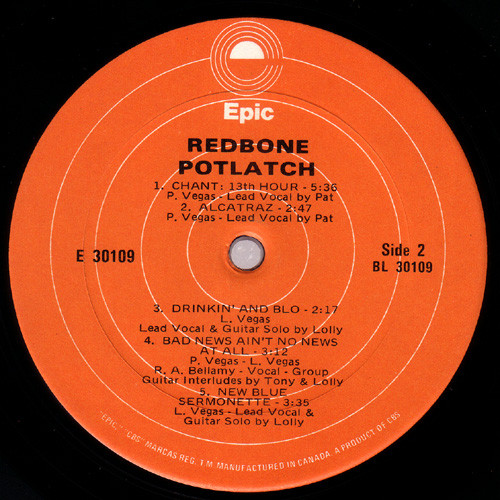 Epic
REDBONE
POTLATCH
1. CHANT: 13th HOUR - 5:36
P. Vegas - Lead Vocal by Pat
2. ALCATRAZ - 2:47
P. Vegas - Lead Vocal by Pat
E 30109
Side 2
BL 30109
3. DRINKIN' AND BLO - 2:17
L. Vegas
Lead Vocal & Guitar Solo by Lolly
4. BAD NEWS AIN'T NO NEWS
AT ALL - 3:12
P. Vegas - L. Vegas
R. A. Bellamy - Vocal - Group
Guitar Interludes by Tony & Lolly
5. NEW BLUE
SERMONETTE - 3:35
L. Vegas - Lead Vocal &
Guitar Solo by Lolly
"EPIC," "CBS" MARCAS REG. T.M. MANUFACTURED IN CANADA. A PRODUCT OF CBS